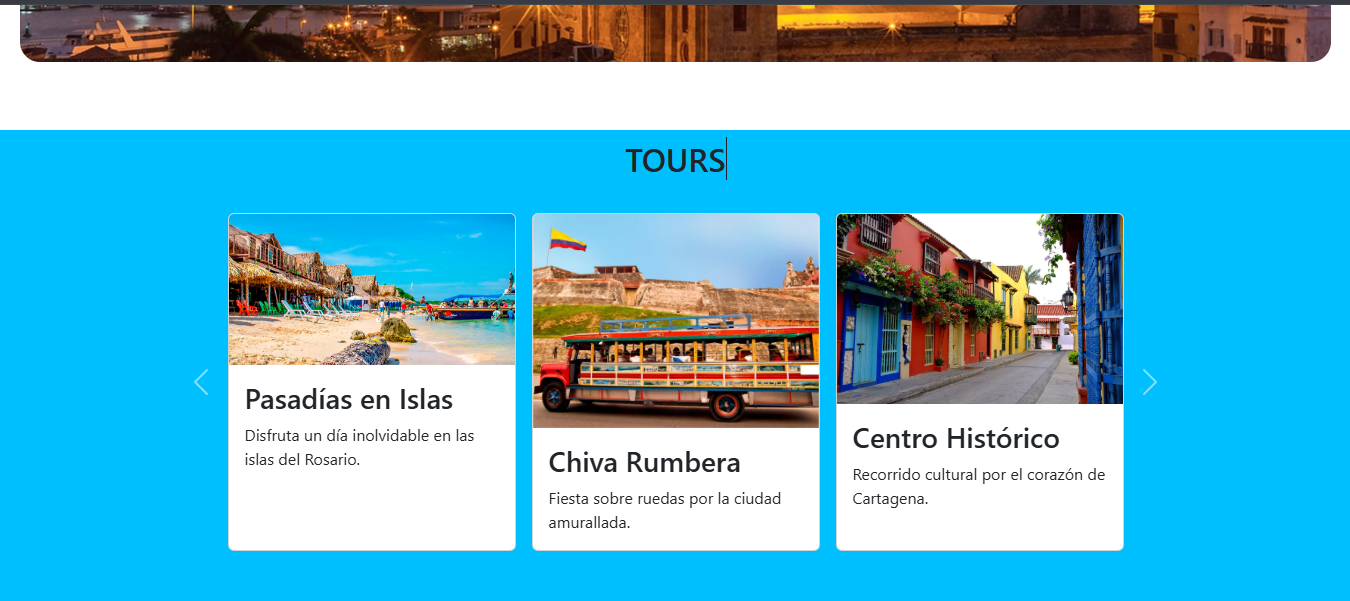 TOURS
Pasadías en Islas
Disfruta un día inolvidable en las
islas del Rosario.
Chiva Rumbera
Fiesta sobre ruedas por la ciudad
amurallada.
Centro Histórico
Recorrido cultural por el corazón de
Cartagena.